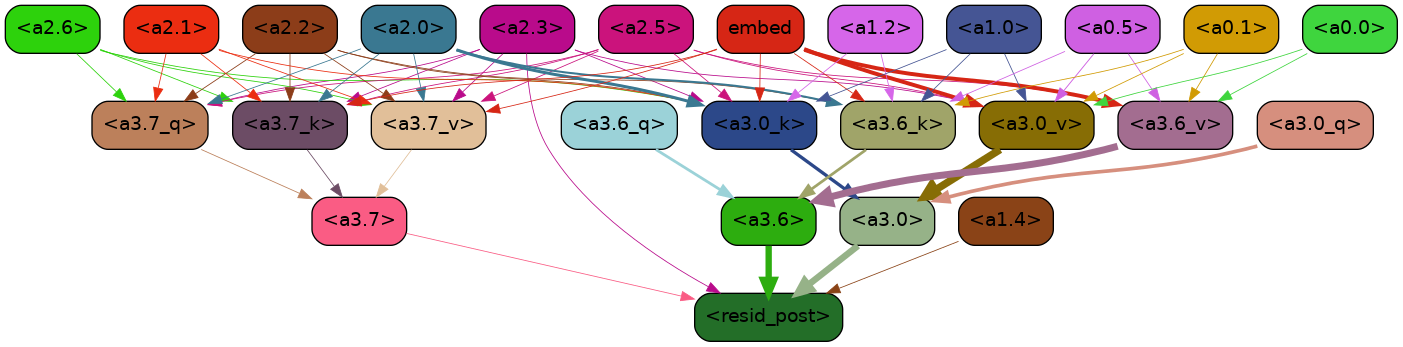 <a2.6> <a2.1> <a2.2> <a2.0> <a2.3> <a2.5> embed <a1.2> <a1.0> <a0.5> <a0.1> <a0.0>
<a3.7_q> <a3.7_k> <a3.7_v> <a3.6_q> <a3.0_k> <a3.6_k> <a3.0_v> <a3.6_v> <a3.0_q>
<a3.7> <a3.6> <a3.0> <a1.4>
<resid_post>